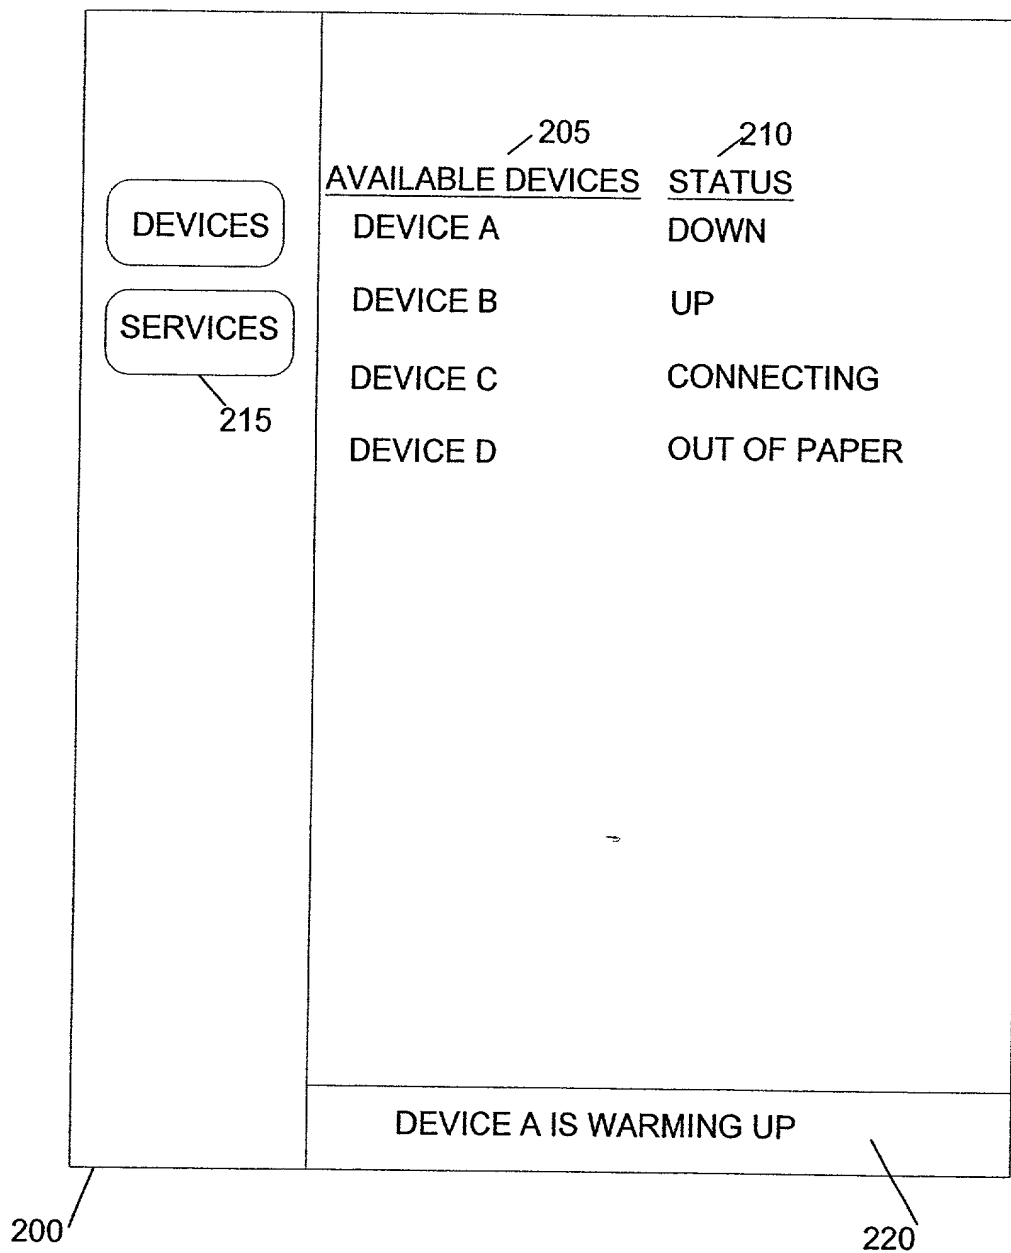 205 210
AVAILABLE DEVICES STATUS
DEVICES DEVICE A DOWN
DEVICE B UP
SERVICES
DEVICE C CONNECTING
215
DEVICE D OUT OF PAPER
DEVICE A IS WARMING UP
200 220